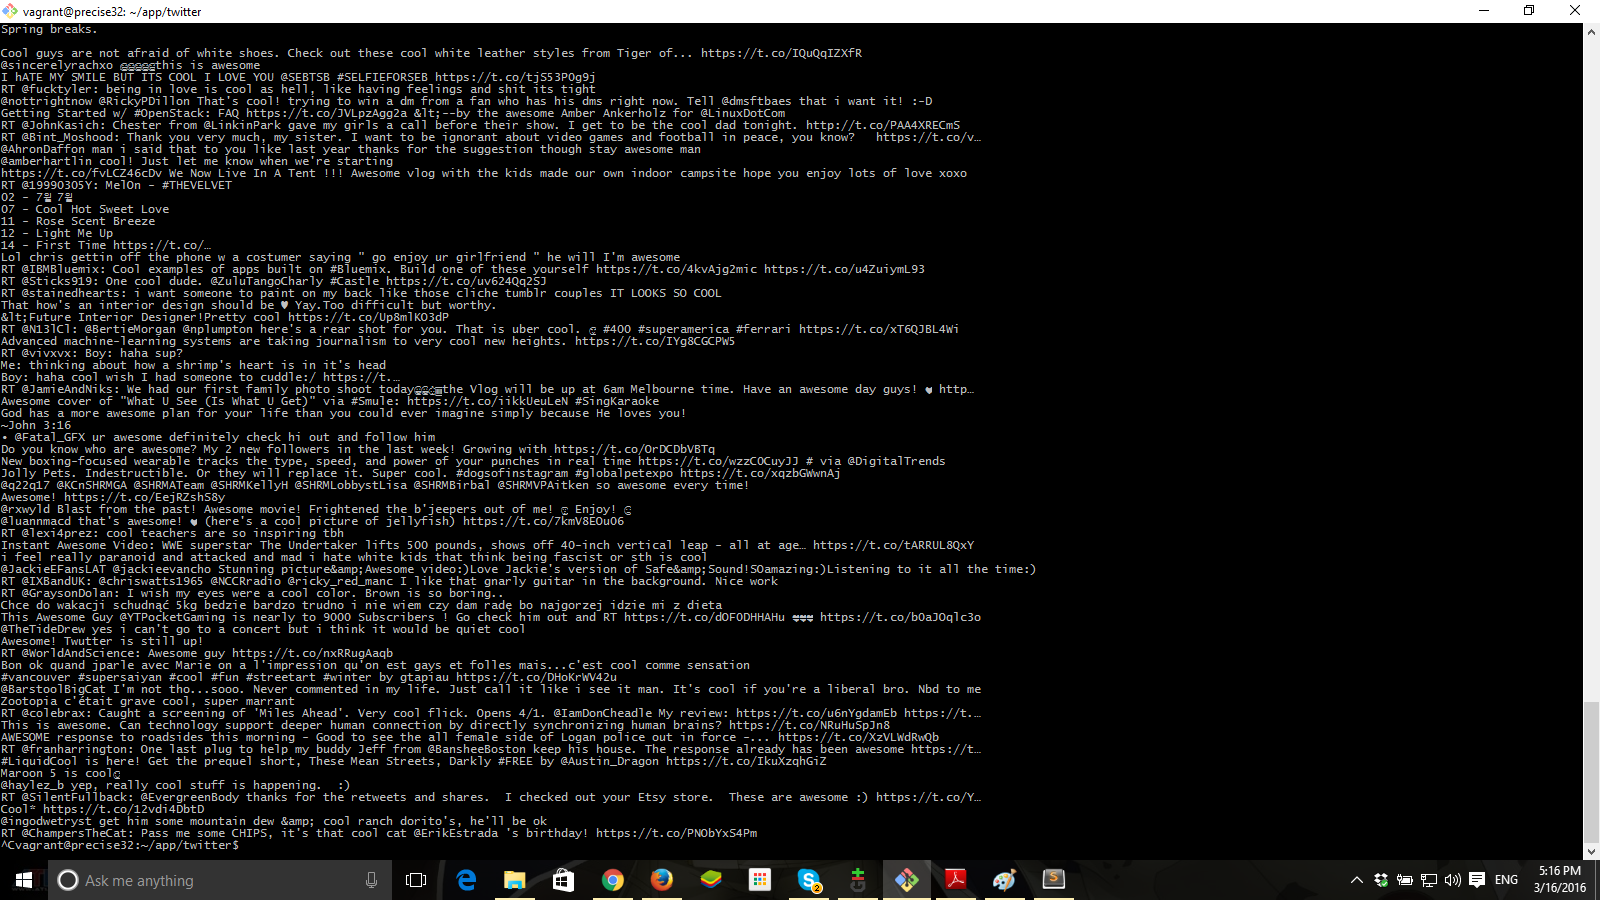 vagrant@precise32: ~/app/twitter
Spring breaks.
Cool guys are not afraid of white shoes. Check out these cool white leather styles from Tiger of... https://t.co/IQuQqIZXfR
@sincerelyrachxo this is awesome
I hATE MY SMILE BUT ITS COOL I LOVE YOU @SEBTSB #SELFIEFORSEB https://t.co/tjS53POg9j
RT @fucktyler: being in love is cool as hell, like having feelings and shit its tight
@nottrightnow @RickyPDillon That's cool! trying to win a dm from a fan who has his dms right now. Tell @dmsftbaes that i want it! :-D
Getting Started w/ #OpenStack: FAQ https://t.co/JVLpzAgg2a &lt;--by the awesome Amber Ankerholz for @LinuxDotCom
RT @JohnKasich: Chester from @LinkinPark gave my girls a call before their show. I get to be the cool dad tonight. http://t.co/PAA4XRECmS
RT @Bint_Moshood: Thank you very much, my sister. I want to be ignorant about video games and football in peace, you know?   https://t.co/v…
@AhronDaffon man i said that to you like last year thanks for the suggestion though stay awesome man
@amberhartlin cool! Just let me know when we're starting
https://t.co/fvLCZ46cDv We Now Live In A Tent !!! Awesome vlog with the kids made our own indoor campsite hope you enjoy lots of love xoxo
RT @19990305Y: MelOn - #THEVELVET
02 - 7월 7일
07 - Cool Hot Sweet Love
11 - Rose Scent Breeze
12 - Light Me Up
14 - First Time https://t.co/…
Lol chris gettin off the phone w a costumer saying " go enjoy ur girlfriend " he will I'm awesome
RT @IBMBluemix: Cool examples of apps built on #Bluemix. Build one of these yourself https://t.co/4kvAjg2mic https://t.co/u4ZuiymL93
RT @Sticks919: One cool dude. @ZuluTangoCharly #Castle https://t.co/uv624Qq2SJ
RT @stainedhearts: i want someone to paint on my back like those cliche tumblr couples IT LOOKS SO COOL
That how's an interior design should be ♥ Yay.Too difficult but worthy.
&lt;Future Interior Designer!Pretty cool https://t.co/Up8mlKO3dP
RT @N13lCl: @BertieMorgan @nplumpton here's a rear shot for you. That is uber cool. #400 #superamerica #ferrari https://t.co/xT6QJBL4Wi
Advanced machine-learning systems are taking journalism to very cool new heights. https://t.co/IYg8CGCPW5
RT @vivxvx: Boy: haha sup?
Me: thinking about how a shrimp's heart is in it's head
Boy: haha cool wish I had someone to cuddle:/ https://t.…
RT @JamieAndNiks: We had our first family photo shoot today the Vlog will be up at 6am Melbourne time. Have an awesome day guys! ❤ http…
Awesome cover of "What U See (Is What U Get)" via #Smule: https://t.co/iikkUeuLeN #SingKaraoke
God has a more awesome plan for your life than you could ever imagine simply because He loves you!
~John 3:16
• @Fatal_GFX ur awesome definitely check hi out and follow him
Do you know who are awesome? My 2 new followers in the last week! Growing with https://t.co/OrDCDbVBTq
New boxing-focused wearable tracks the type, speed, and power of your punches in real time https://t.co/wzzCOCuyJJ # via @DigitalTrends
Jolly Pets. Indestructible. Or they will replace it. Super cool. #dogsofinstagram #globalpetexpo https://t.co/xqzbGWwnAj
@q22q17 @KCnSHRMGA @SHRMATeam @SHRMKellyH @SHRMLobbystLisa @SHRMBirbal @SHRMVPAitken so awesome every time!
Awesome! https://t.co/EejRZshS8y
@rxwyld Blast from the past! Awesome movie! Frightened the b'jeepers out of me! Enjoy!
@luannmacd that's awesome! ❤ (here's a cool picture of jellyfish) https://t.co/7kmV8EOu06
RT @lexi4prez: cool teachers are so inspiring tbh
Instant Awesome Video: WWE superstar The Undertaker lifts 500 pounds, shows off 40-inch vertical leap - all at age… https://t.co/tARRUL8QxY
i feel really paranoid and attacked and mad i hate white kids that think being fascist or sth is cool
@JackieEFansLAT @jackieevancho Stunning picture&amp;Awesome video:)Love Jackie's version of Safe&amp;Sound!SOamazing:)Listening to it all the time:)
RT @IXBandUK: @chriswatts1965 @NCCRradio @ricky_red_manc I like that gnarly guitar in the background. Nice work
RT @GraysonDolan: I wish my eyes were a cool color. Brown is so boring..
Chce do wakacji schudnąć 5kg bedzie bardzo trudno i nie wiem czy dam radę bo najgorzej idzie mi z dieta
This Awesome Guy @YTPocketGaming is nearly to 9000 Subscribers ! Go check him out and RT https://t.co/dOFODHHAHu ❤❤❤ https://t.co/bOaJOqlc3o
@TheTideDrew yes i can't go to a concert but i think it would be quiet cool
Awesome! Twutter is still up!
RT @WorldAndScience: Awesome guy https://t.co/nxRRugAaqb
Bon ok quand jparle avec Marie on a l'impression qu'on est gays et folles mais...c'est cool comme sensation
#vancouver #supersaiyan #cool #fun #streetart #winter by gtapiau https://t.co/DHoKrWV42u
@BarstoolBigCat I'm not tho...sooo. Never commented in my life. Just call it like i see it man. It's cool if you're a liberal bro. Nbd to me
Zootopia c'était grave cool, super marrant
RT @colebrax: Caught a screening of 'Miles Ahead'. Very cool flick. Opens 4/1. @IamDonCheadle My review: https://t.co/u6nYgdamEb https://t.…
This is awesome. Can technology support deeper human connection by directly synchronizing human brains? https://t.co/NRuHuSpJn8
AWESOME response to roadsides this morning - Good to see the all female side of Logan police out in force -... https://t.co/XzVLWdRwQb
RT @franharrington: One last plug to help my buddy Jeff from @BansheeBoston keep his house. The response already has been awesome https://t…
#LiquidCool is here! Get the prequel short, These Mean Streets, Darkly #FREE by @Austin_Dragon https://t.co/IkuXzqhGiZ
Maroon 5 is cool
@haylez_b yep, really cool stuff is happening.  :)
RT @SilentFullback: @EvergreenBody thanks for the retweets and shares.  I checked out your Etsy store.  These are awesome :) https://t.co/Y…
Cool* https://t.co/12vdi4DbtD
@ingodwetryst get him some mountain dew &amp; cool ranch dorito's, he'll be ok
RT @ChampersTheCat: Pass me some CHIPS, it's that cool cat @ErikEstrada 's birthday! https://t.co/PNObYxS4Pm
^Cvagrant@precise32:~/app/twitter$
Ask me anything
2
ENG
5:16 PM
3/16/2016